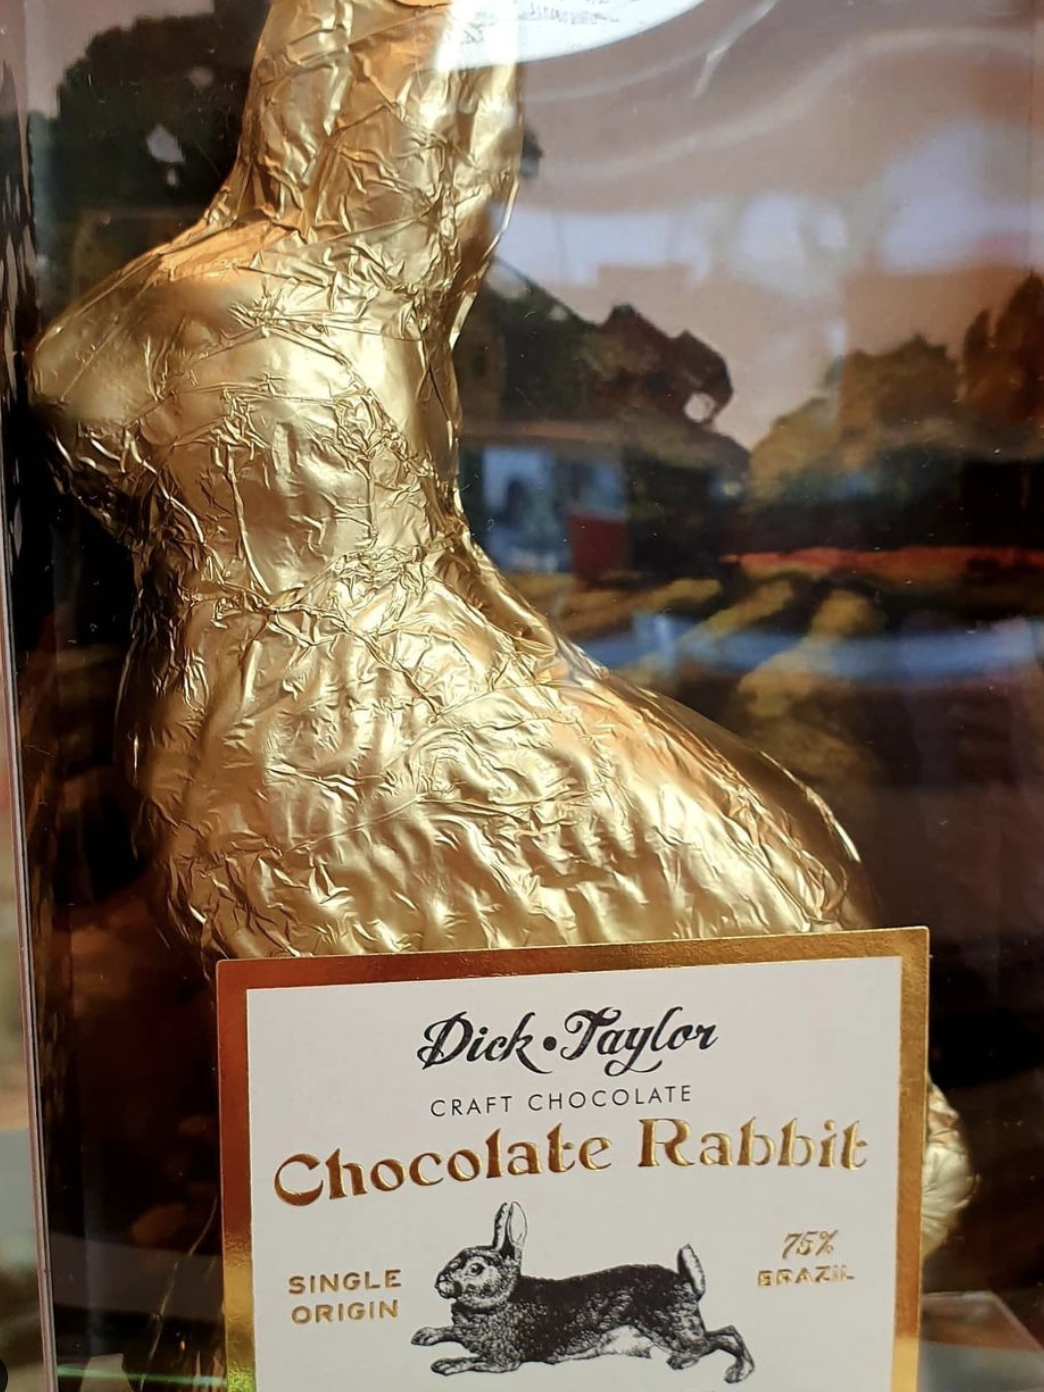 Dick • Taylor
CRAFT CHOCOLATE
Chocolate Rabbit
SINGLE
ORIGIN
75%
BRAZIL